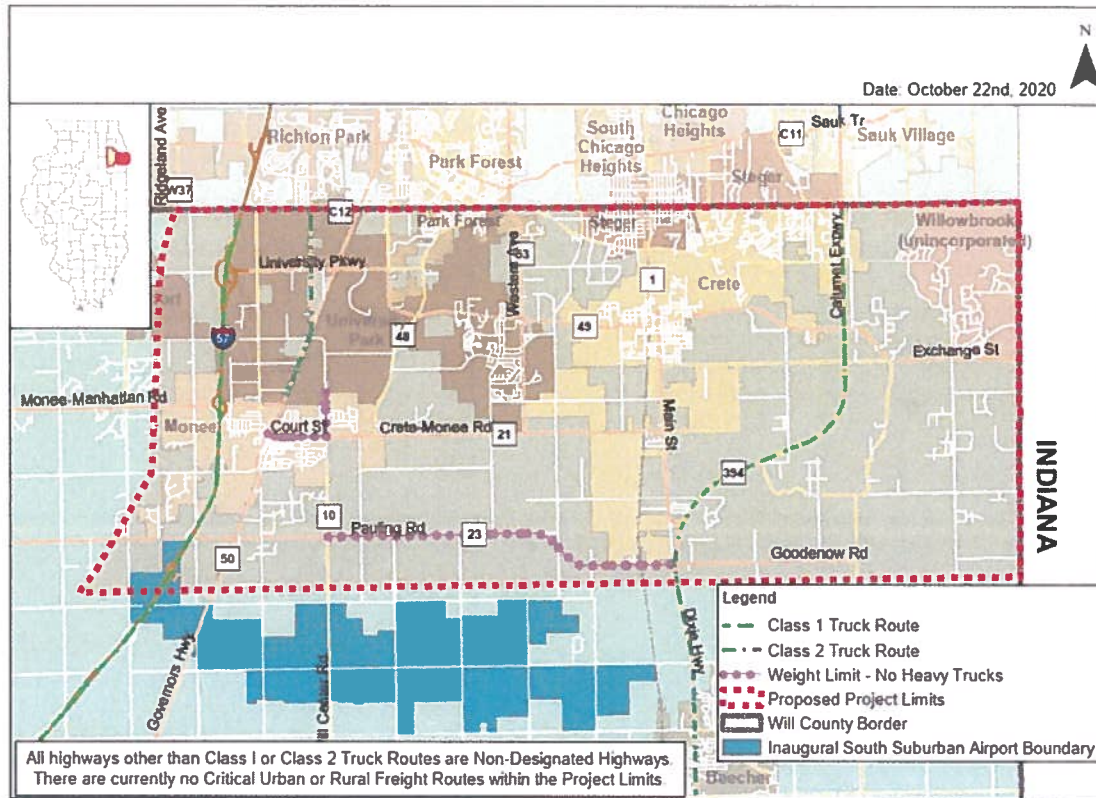 N
Date: October 22nd, 2020
Ridgeland Ave
Richton Park
Park Forest
South
Chicago
Heights
Chicago
Heights
C11
Sauk Tr
Sauk Village
Steger
W37
C12
Park Forest
Steger
Willowbrook
(unincorporated)
University Pkwy
Western Ave
53
1
Crete
Calumet Expwy
57
University
Park
48
49
Exchange St
Monee-Manhattan Rd
Monee
Court St
Crete-Monee Rd
21
Main St
394
INDIANA
10
Pauling Rd
23
Goodenow Rd
50
Governors Hwy
Dixie Hwy
Beecher
Legend
Class 1 Truck Route
Class 2 Truck Route
Weight Limit - No Heavy Trucks
Proposed Project Limits
Will County Border
Inaugural South Suburban Airport Boundary
All highways other than Class I or Class 2 Truck Routes are Non-Designated Highways.
There are currently no Critical Urban or Rural Freight Routes within the Project Limits